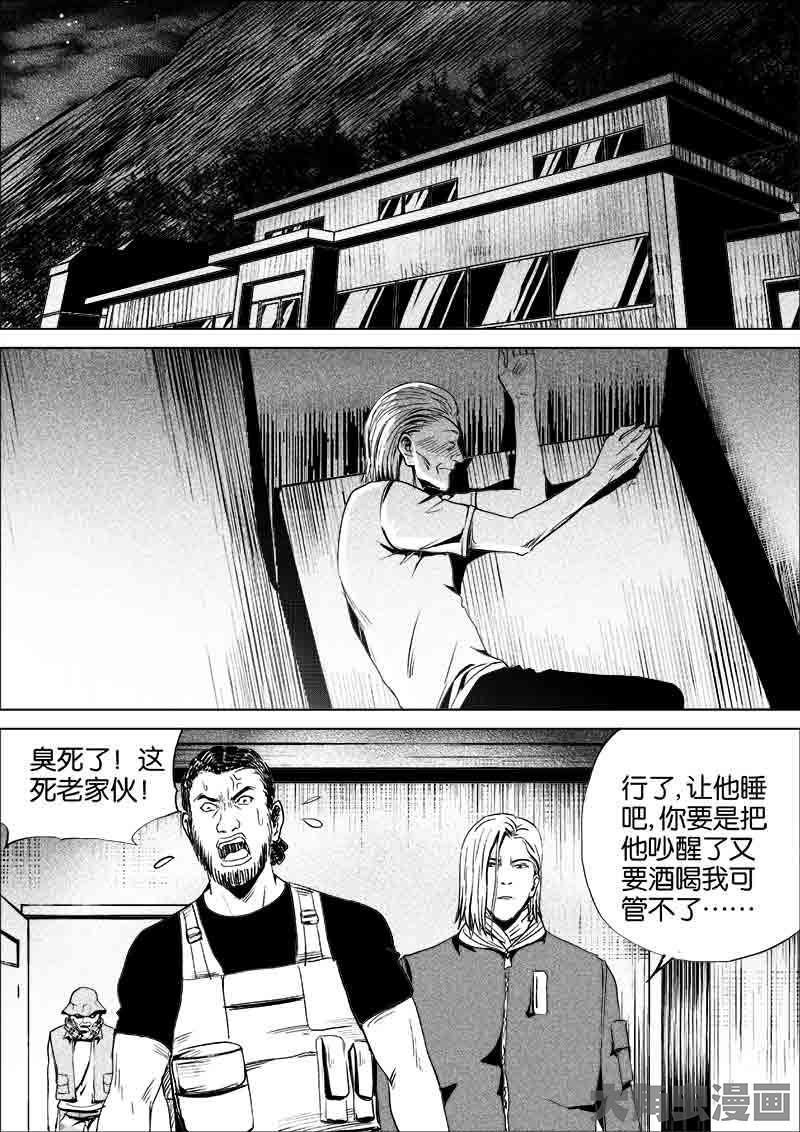 臭死了！这
死老家伙！
行了,让他睡
吧,你要是把
他吵醒了又
要酒喝我可
管不了……
大角虫漫画